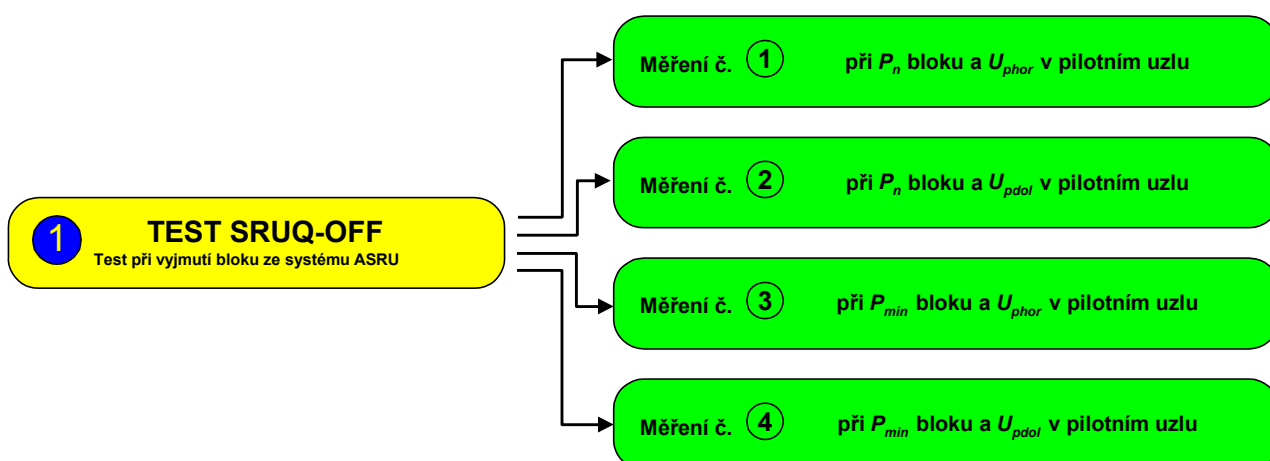 Měření č. 1 při Pn bloku a Uphor v pilotním uzlu
Měření č. 2 při Pn bloku a Updol v pilotním uzlu
1 TEST SRUQ-OFF
Test při vyjmutí bloku ze systému ASRU
Měření č. 3 při Pmin bloku a Uphor v pilotním uzlu
Měření č. 4 při Pmin bloku a Updol v pilotním uzlu